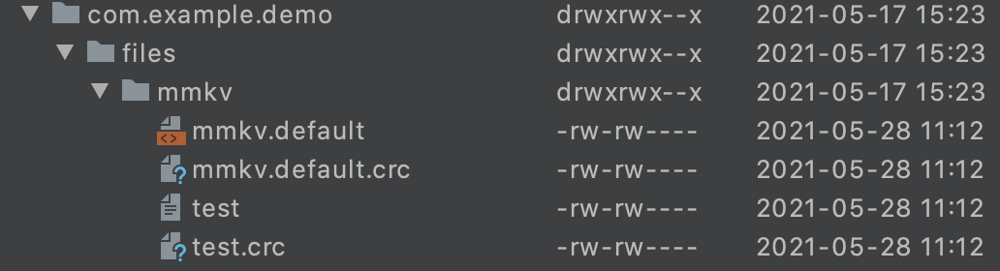 com.example.demo drwxrwx--x 2021-05-17 15:23
files drwxrwx--x 2021-05-17 15:23
mmkv drwxrwx--x 2021-05-17 15:23
mmkv.default -rw-rw---- 2021-05-28 11:12
mmkv.default.crc -rw-rw---- 2021-05-28 11:12
test -rw-rw---- 2021-05-28 11:12
test.crc -rw-rw---- 2021-05-28 11:12